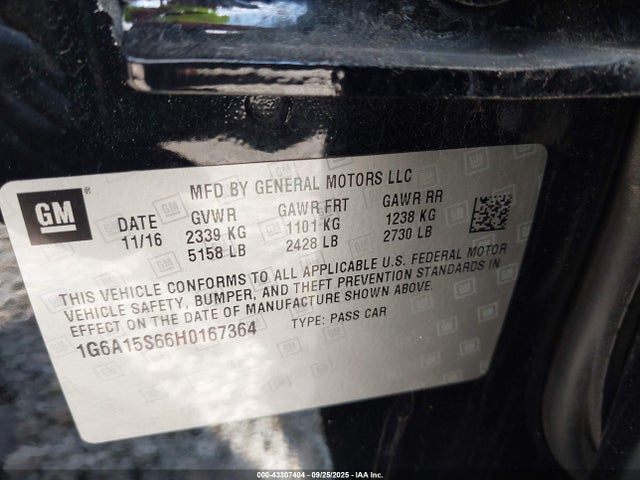 GM
MFD BY GENERAL MOTORS LLC
DATE GVWR GAWR FRT GAWR RR
11/16 2339 KG 1101 KG 1238 KG
5158 LB 2428 LB 2730 LB
THIS VEHICLE CONFORMS TO ALL APPLICABLE U.S. FEDERAL MOTOR
VEHICLE SAFETY, BUMPER, AND THEFT PREVENTION STANDARDS IN
EFFECT ON THE DATE OF MANUFACTURE SHOWN ABOVE.
1G6A15S66H0167364 TYPE: PASS CAR
000-43307404 - 09/25/2025 - IAA Inc.